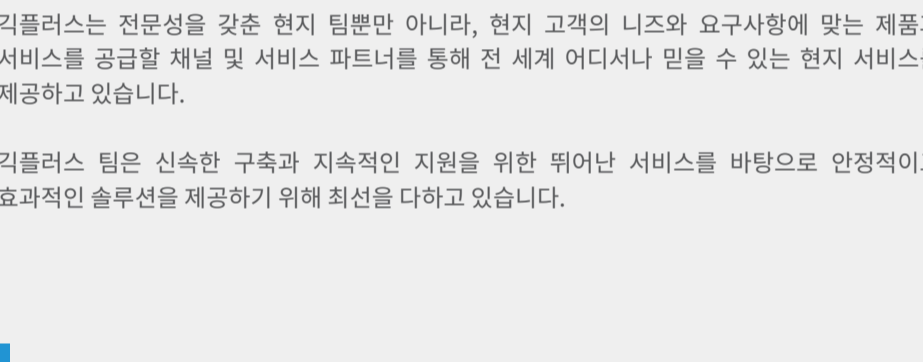 긱플러스는 전문성을 갖춘 현지 팀뿐만 아니라, 현지 고객의 니즈와 요구사항에 맞는 제품과
서비스를 공급할 채널 및 서비스 파트너를 통해 전 세계 어디서나 믿을 수 있는 현지 서비스를
제공하고 있습니다.
긱플러스 팀은 신속한 구축과 지속적인 지원을 위한 뛰어난 서비스를 바탕으로 안정적이고
효과적인 솔루션을 제공하기 위해 최선을 다하고 있습니다.